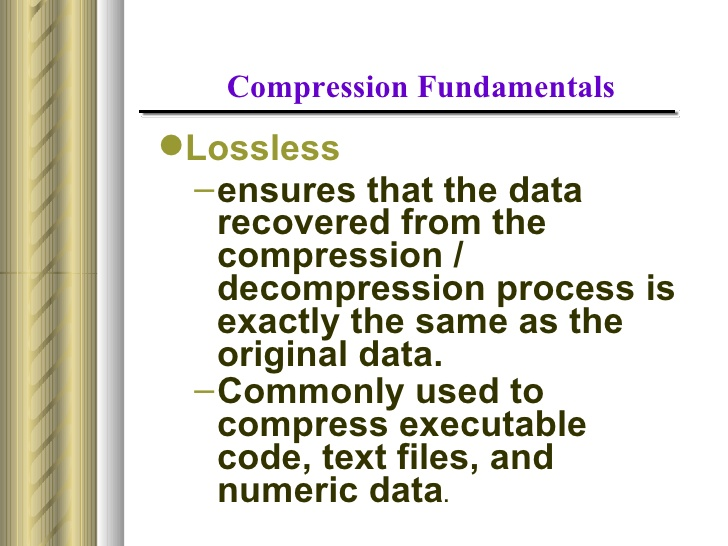 Compression Fundamentals
Lossless
–ensures that the data
recovered from the
compression /
decompression process is
exactly the same as the
original data.
–Commonly used to
compress executable
code, text files, and
numeric data.